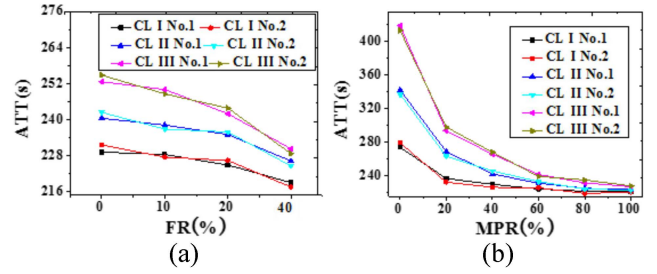 276
264
252
240
228
216
ATT(s)
CL I No.1 CL I No.2
CL II No.1 CL II No.2
CL III No.1 CL III No.2
0 10 20 40
FR(%)
(a)
400
360
320
280
240
ATT(s)
CL I No.1
CL I No.2
CL II No.1
CL II No.2
CL III No.1
CL III No.2
0 20 40 60 80 100
MPR(%)
(b)